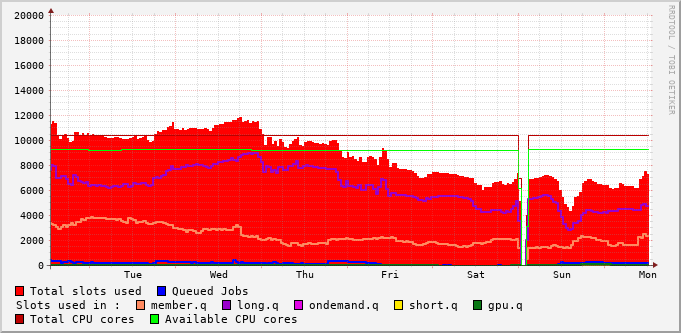 RRDTOOL / TOBI OETIKER
20000
18000
16000
14000
12000
10000
8000
6000
4000
2000
0
Tue Wed Thu Fri Sat Sun Mon
Total slots used Queued Jobs
Slots used in : member.q long.q ondemand.q short.q gpu.q
Total CPU cores Available CPU cores